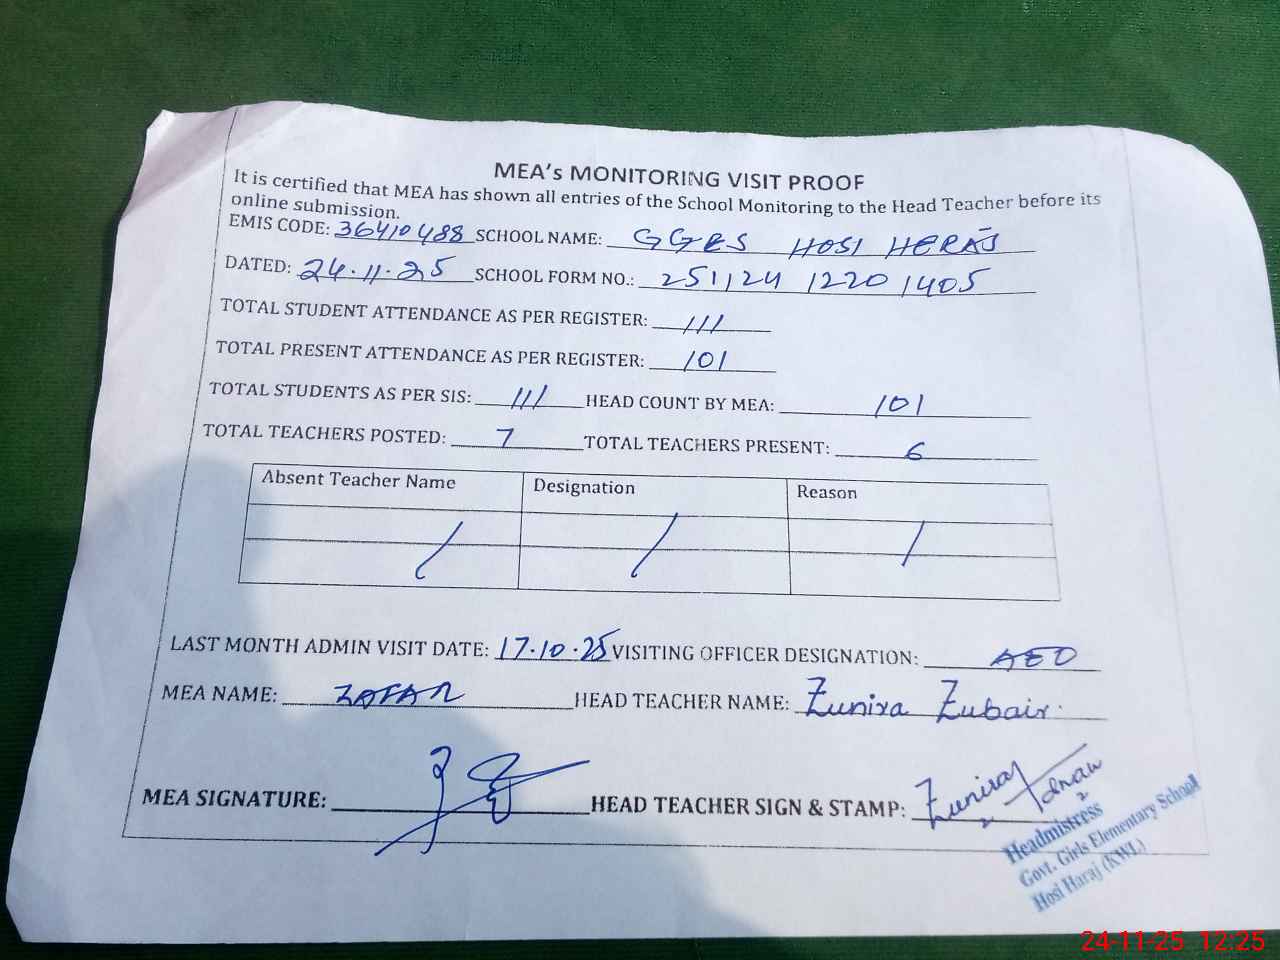 MEA's MONITORING VISIT PROOF
It is certified that MEA has shown all entries of the School Monitoring to the Head Teacher before its
online submission.
EMIS CODE: 36410488 SCHOOL NAME: GGES HOSI HERAJ
DATED: 24.11.25 SCHOOL FORM NO.: 251124 1220 1405
TOTAL STUDENT ATTENDANCE AS PER REGISTER: 111
TOTAL PRESENT ATTENDANCE AS PER REGISTER: 101
TOTAL STUDENTS AS PER SIS: 111 HEAD COUNT BY MEA: 101
TOTAL TEACHERS POSTED: 7 TOTAL TEACHERS PRESENT: 6
Absent Teacher Name Designation Reason
/ / /
LAST MONTH ADMIN VISIT DATE: 17.10.25 VISITING OFFICER DESIGNATION: AEO
MEA NAME: ZAFAR HEAD TEACHER NAME: Zunira Zubair.
MEA SIGNATURE: HEAD TEACHER SIGN & STAMP: Zunira
Headmistress
Govt. Girls Elementary School
Hosi Haraj (KWL)
24-11-25 12:25